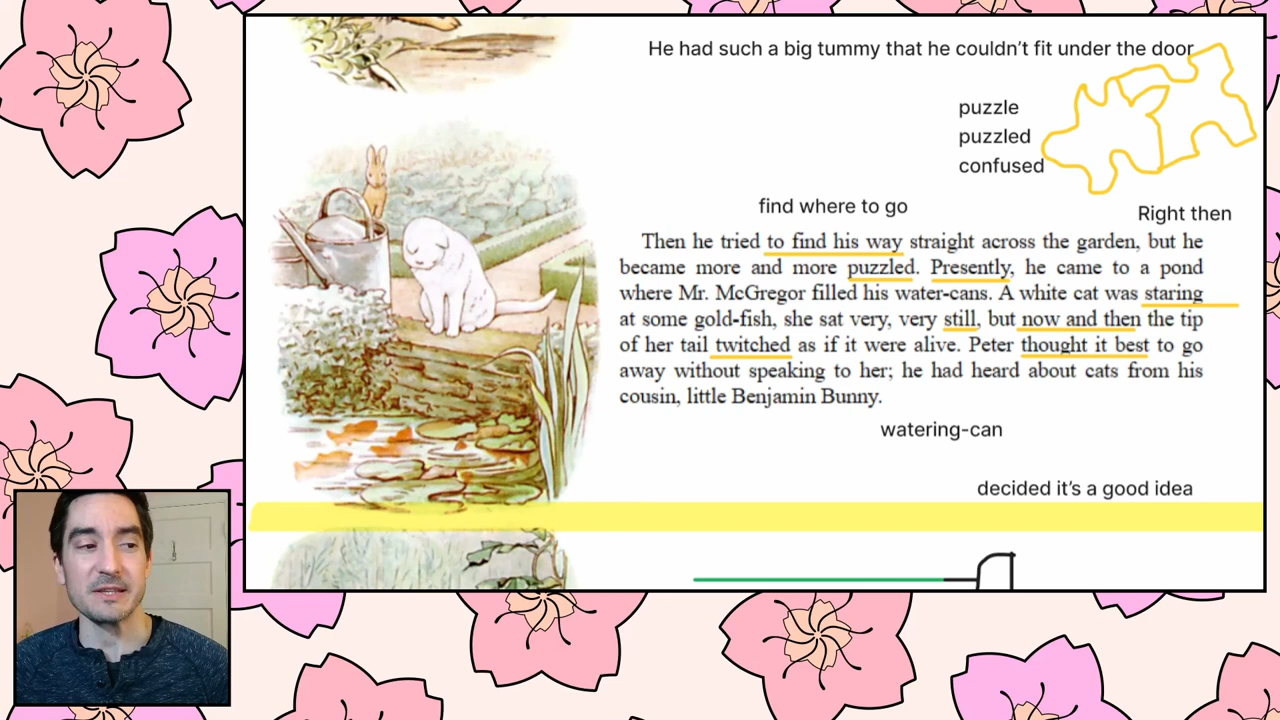 He had such a big tummy that he couldn't fit under the door
puzzle
puzzled
confused
find where to go
Right then
Then he tried to find his way straight across the garden, but he
became more and more puzzled. Presently, he came to a pond
where Mr. McGregor filled his water-cans. A white cat was staring
at some gold-fish, she sat very, very still, but now and then the tip
of her tail twitched as if it were alive. Peter thought it best to go
away without speaking to her; he had heard about cats from his
cousin, little Benjamin Bunny.
watering-can
decided it's a good idea